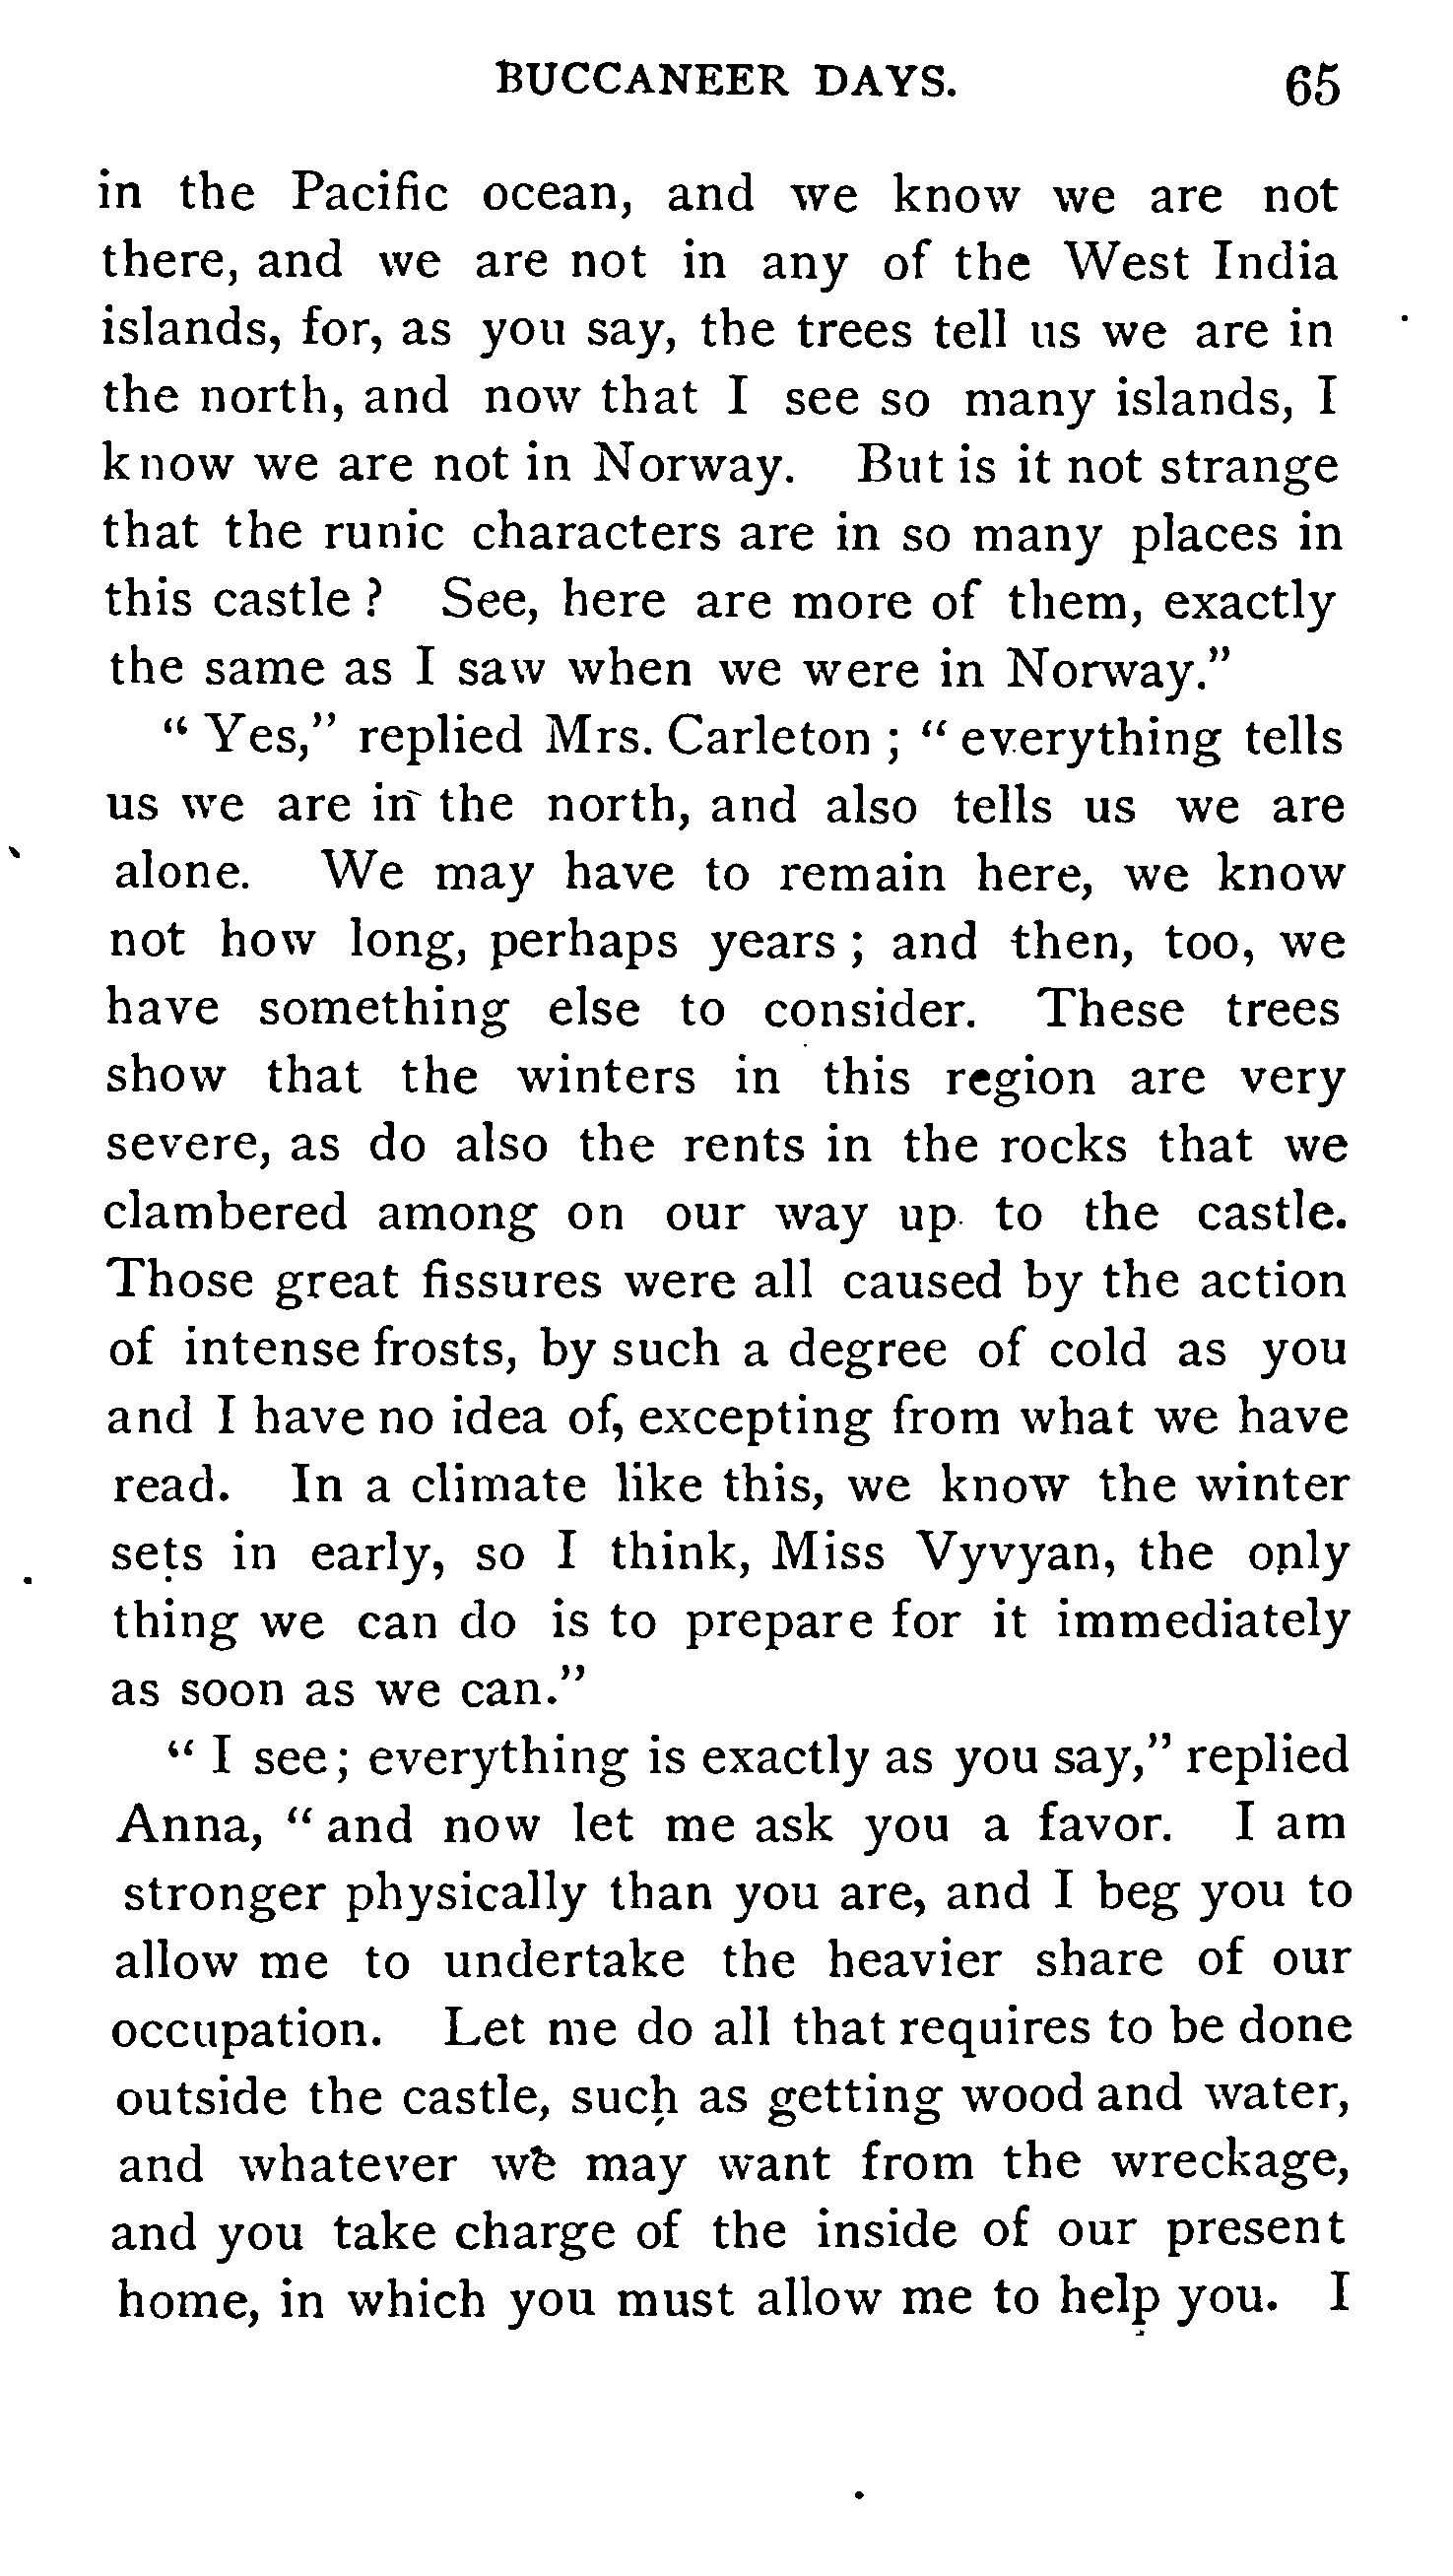 BUCCANEER DAYS. 65
in the Pacific ocean, and we know we are not
there, and we are not in any of the West India
islands, for, as you say, the trees tell us we are in
the north, and now that I see so many islands, I
know we are not in Norway. But is it not strange
that the runic characters are in so many places in
this castle ? See, here are more of them, exactly
the same as I saw when we were in Norway.”
“ Yes,” replied Mrs. Carleton ; “ everything tells
us we are in the north, and also tells us we are
alone. We may have to remain here, we know
not how long, perhaps years ; and then, too, we
have something else to consider. These trees
show that the winters in this region are very
severe, as do also the rents in the rocks that we
clambered among on our way up to the castle.
Those great fissures were all caused by the action
of intense frosts, by such a degree of cold as you
and I have no idea of, excepting from what we have
read. In a climate like this, we know the winter
sets in early, so I think, Miss Vyvyan, the only
thing we can do is to prepare for it immediately
as soon as we can.”
“ I see ; everything is exactly as you say,” replied
Anna, “ and now let me ask you a favor. I am
stronger physically than you are, and I beg you to
allow me to undertake the heavier share of our
occupation. Let me do all that requires to be done
outside the castle, such as getting wood and water,
and whatever we may want from the wreckage,
and you take charge of the inside of our present
home, in which you must allow me to help you. I